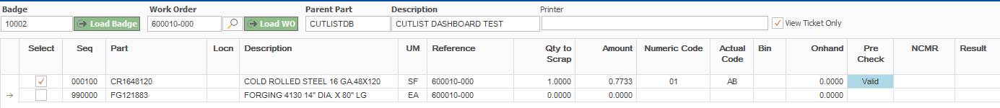 Badge Work Order Parent Part Description Printer
10002 Load Badge 600010-000 Load WO CUTLISTDB CUTLIST DASHBOARD TEST View Ticket Only
Select Seq Part Locn Description UM Reference Qty to Scrap Amount Numeric Code Actual Code Bin Onhand Pre Check NCMR Result
000100 CR1648120 COLD ROLLED STEEL 16 GA.48X120 SF 600010-000 1.0000 0.7733 01 AB 0.0000 Valid
990000 FG121883 FORGING 4130 14" DIA. X 80" LG EA 600010-000 0.0000 0.0000 0.0000